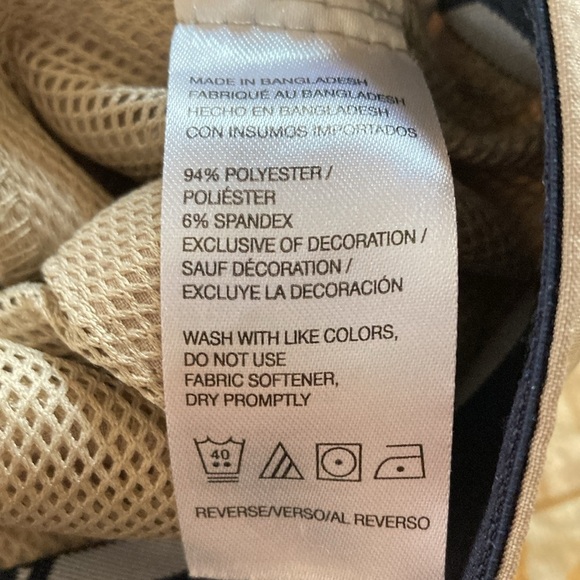 MADE IN BANGLADESH
FABRIQUÉ AU BANGLADESH
HECHO EN BANGLADESH
CON INSUMOS IMPORTADOS
94% POLYESTER /
POLIÉSTER
6% SPANDEX
EXCLUSIVE OF DECORATION /
SAUF DÉCORATION /
EXCLUYE LA DECORACIÓN
WASH WITH LIKE COLORS,
DO NOT USE
FABRIC SOFTENER,
DRY PROMPTLY
40
REVERSE/VERSO/AL REVERSO